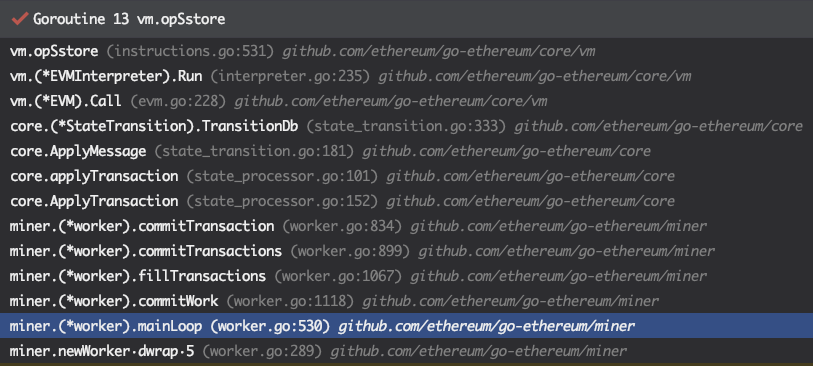 Goroutine 13 vm.opSstore
vm.opSstore (instructions.go:531) github.com/ethereum/go-ethereum/core/vm
vm.(*EVMInterpreter).Run (interpreter.go:235) github.com/ethereum/go-ethereum/core/vm
vm.(*EVM).Call (evm.go:228) github.com/ethereum/go-ethereum/core/vm
core.(*StateTransition).TransitionDb (state_transition.go:333) github.com/ethereum/go-ethereum/core
core.ApplyMessage (state_transition.go:181) github.com/ethereum/go-ethereum/core
core.applyTransaction (state_processor.go:101) github.com/ethereum/go-ethereum/core
core.ApplyTransaction (state_processor.go:152) github.com/ethereum/go-ethereum/core
miner.(*worker).commitTransaction (worker.go:834) github.com/ethereum/go-ethereum/miner
miner.(*worker).commitTransactions (worker.go:899) github.com/ethereum/go-ethereum/miner
miner.(*worker).fillTransactions (worker.go:1067) github.com/ethereum/go-ethereum/miner
miner.(*worker).commitWork (worker.go:1118) github.com/ethereum/go-ethereum/miner
miner.(*worker).mainLoop (worker.go:530) github.com/ethereum/go-ethereum/miner
miner.newWorker·dwrap·5 (worker.go:289) github.com/ethereum/go-ethereum/miner